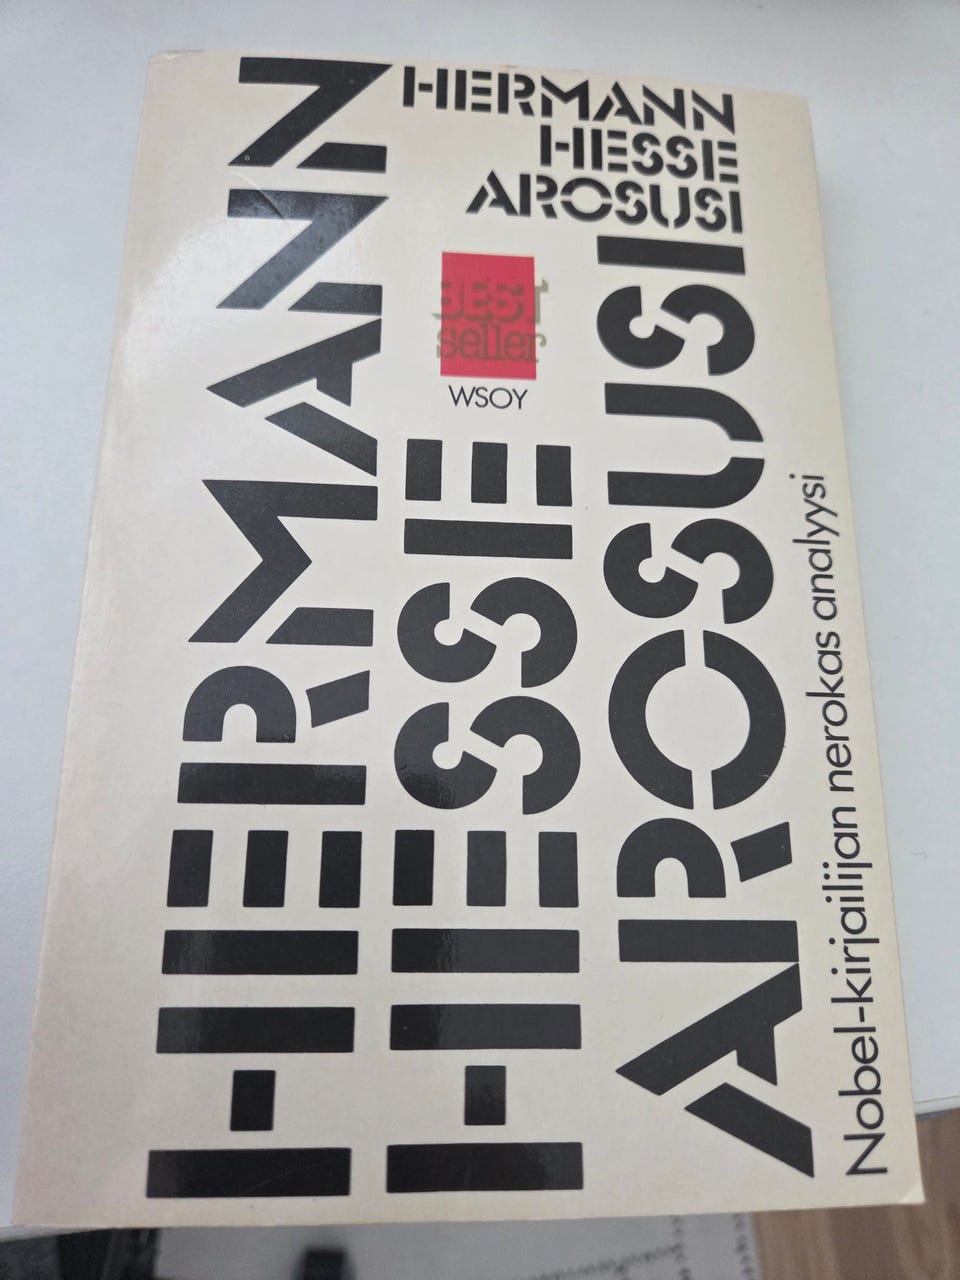 HERMANN
HESSE
AROSUSI
BEST
seller
WSOY
HERMANN
HESSE
AROSUSI
Nobel-kirjailijan nerokas analyysi